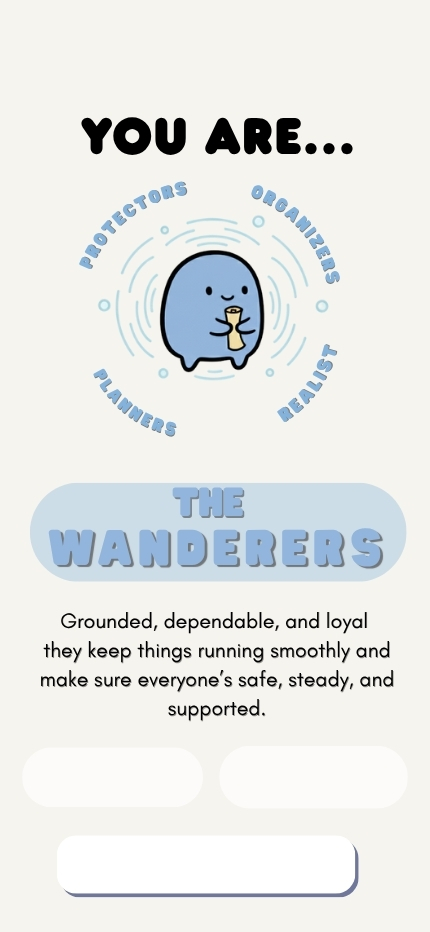 YOU ARE...
PROTECTORS
ORGANIZERS
PLANNERS
REALIST
THE
WANDERERS
Grounded, dependable, and loyal
they keep things running smoothly and
make sure everyone's safe, steady, and
supported.